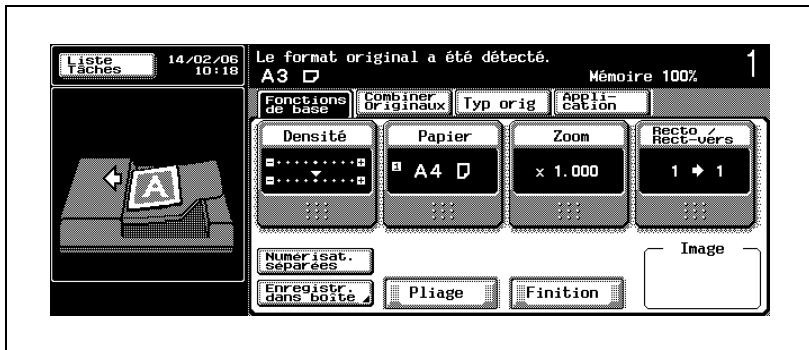 Liste
Tâches
14/02/06
10:18
Le format original a été détecté.
A3
Mémoire 100%
1
Fonctions
de base
Combiner
Originaux
Typ orig
Appli-
cation
Densité
Papier
Zoom
Recto /
Rect-vers
1 A4
× 1.000
1 ➔ 1
Numérisat.
séparées
Image
Enregistr.
dans boîte
Pliage
Finition
A